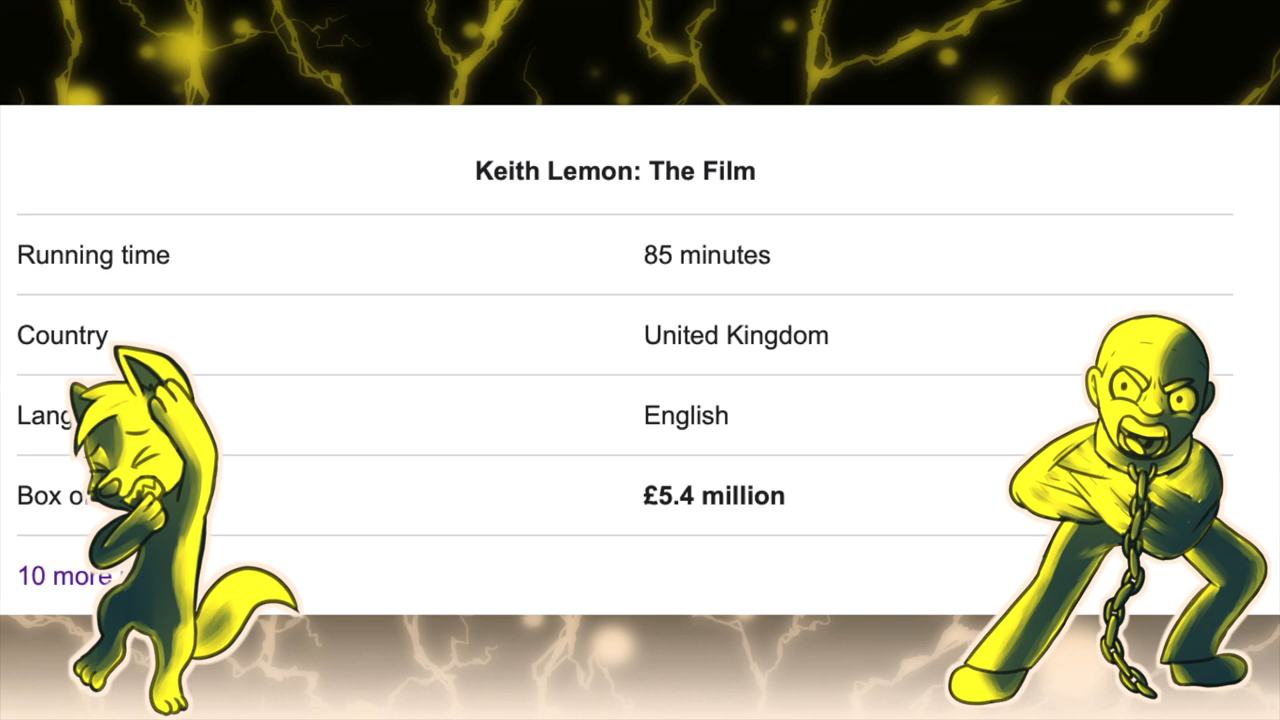 Keith Lemon: The Film
Running time 85 minutes
Country United Kingdom
Lang English
Box o £5.4 million
10 more